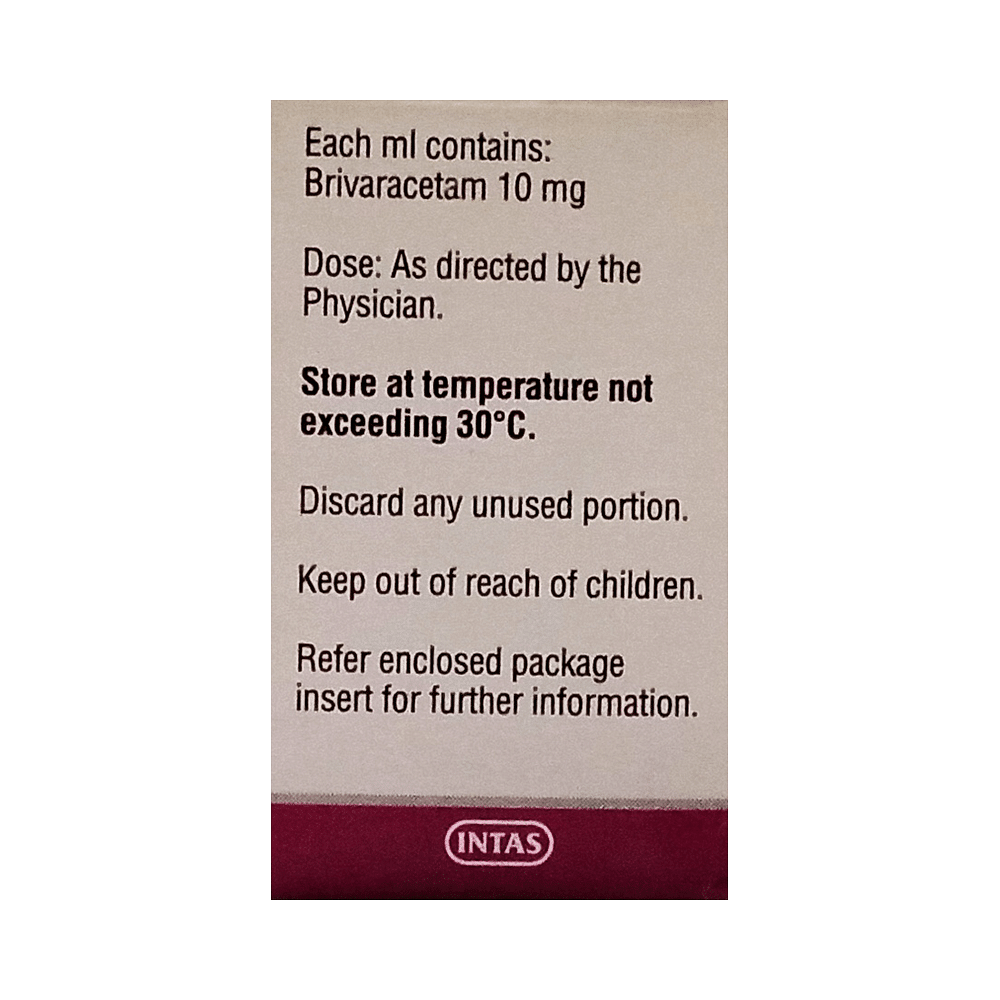 Each ml contains:
Brivaracetam 10 mg
Dose: As directed by the
Physician.
Store at temperature not
exceeding 30°C.
Discard any unused portion.
Keep out of reach of children.
Refer enclosed package
insert for further information.
INTAS